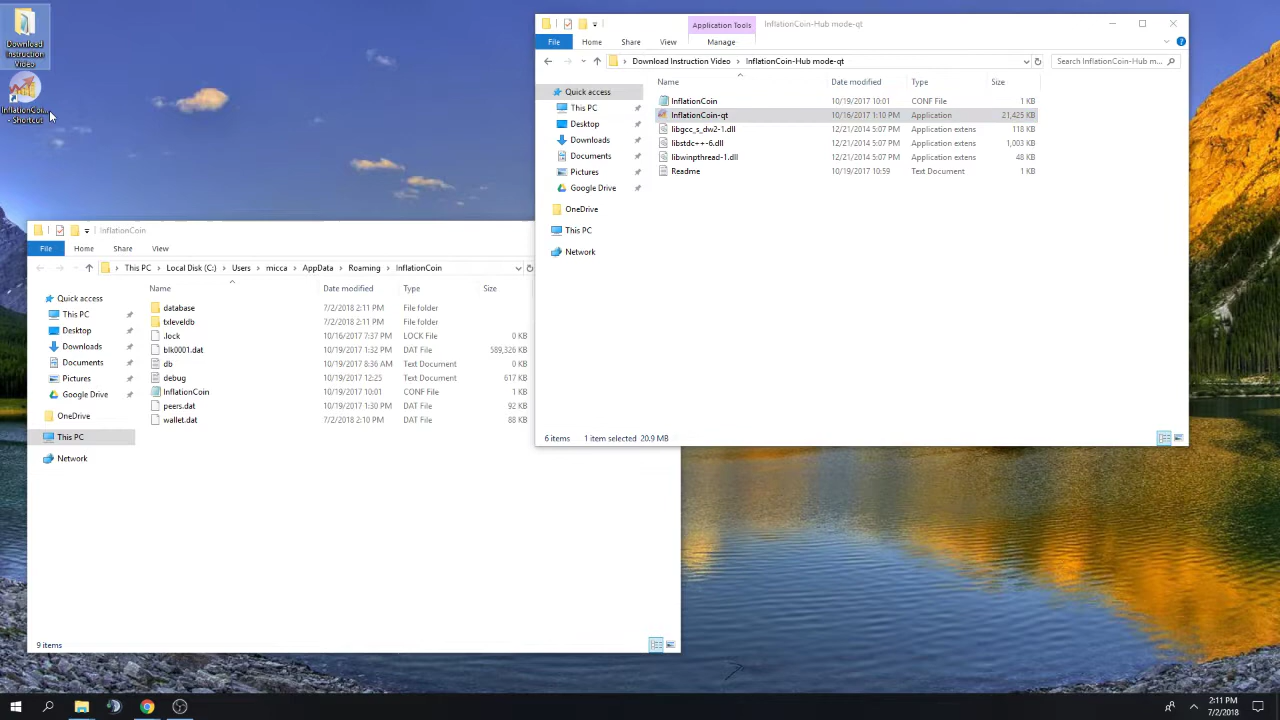 Download
Instruction
Video
InflationCoi...
- Shortcut
Application Tools
InflationCoin-Hub mode-qt
File
Home
Share
View
Manage
Download Instruction Video
InflationCoin-Hub mode-qt
Search InflationCoin-Hub m...
Quick access
This PC
Desktop
Downloads
Documents
Pictures
Google Drive
OneDrive
This PC
Network
Name
Date modified
Type
Size
InflationCoin
10/19/2017 10:01
CONF File
1 KB
InflationCoin-qt
10/16/2017 1:10 PM
Application
21,425 KB
libgcc_s_dw2-1.dll
12/21/2014 5:07 PM
Application extens
118 KB
libstdc++-6.dll
12/21/2014 5:07 PM
Application extens
1,003 KB
libwinpthread-1.dll
12/21/2014 5:07 PM
Application extens
48 KB
Readme
10/19/2017 10:59
Text Document
1 KB
6 items
1 item selected 20.9 MB
InflationCoin
File
Home
Share
View
This PC
Local Disk (C:)
Users
micca
AppData
Roaming
InflationCoin
Quick access
This PC
Desktop
Downloads
Documents
Pictures
Google Drive
OneDrive
This PC
Network
Name
Date modified
Type
Size
database
7/2/2018 2:11 PM
File folder
txleveldb
7/2/2018 2:11 PM
File folder
.lock
10/16/2017 7:37 PM
LOCK File
0 KB
blk0001.dat
10/19/2017 1:32 PM
DAT File
589,326 KB
db
10/19/2017 8:36 AM
Text Document
0 KB
debug
10/19/2017 12:25
Text Document
617 KB
InflationCoin
10/19/2017 10:01
CONF File
1 KB
peers.dat
10/19/2017 1:30 PM
DAT File
92 KB
wallet.dat
7/2/2018 2:10 PM
DAT File
88 KB
9 items
2:11 PM
7/2/2018